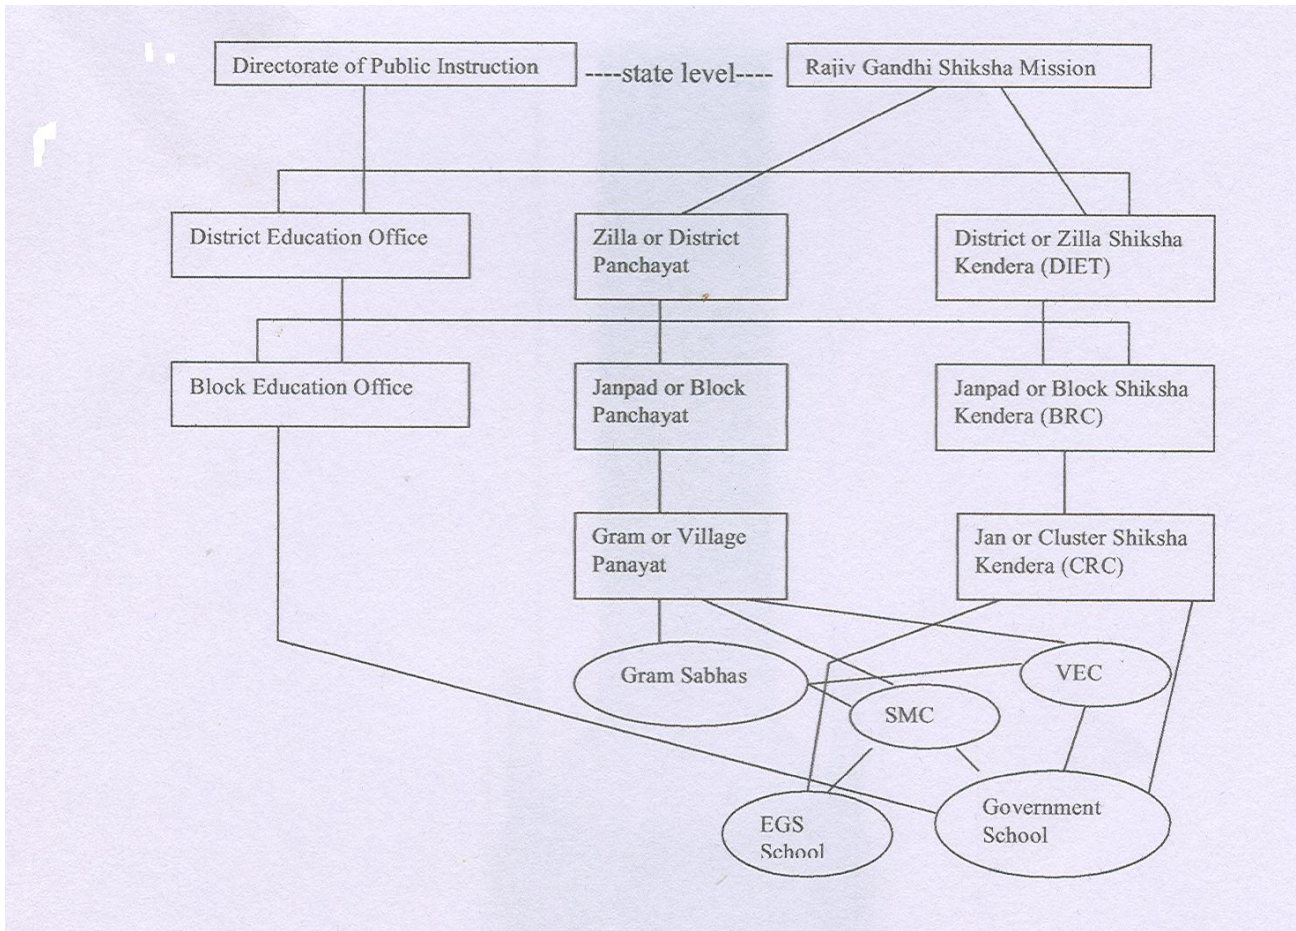 Directorate of Public Instruction
----state level----
Rajiv Gandhi Shiksha Mission
District Education Office
Zilla or District
Panchayat
District or Zilla Shiksha
Kendera (DIET)
Block Education Office
Janpad or Block
Panchayat
Janpad or Block Shiksha
Kendera (BRC)
Gram or Village
Panayat
Jan or Cluster Shiksha
Kendera (CRC)
Gram Sabhas
VEC
SMC
EGS
School
Government
School